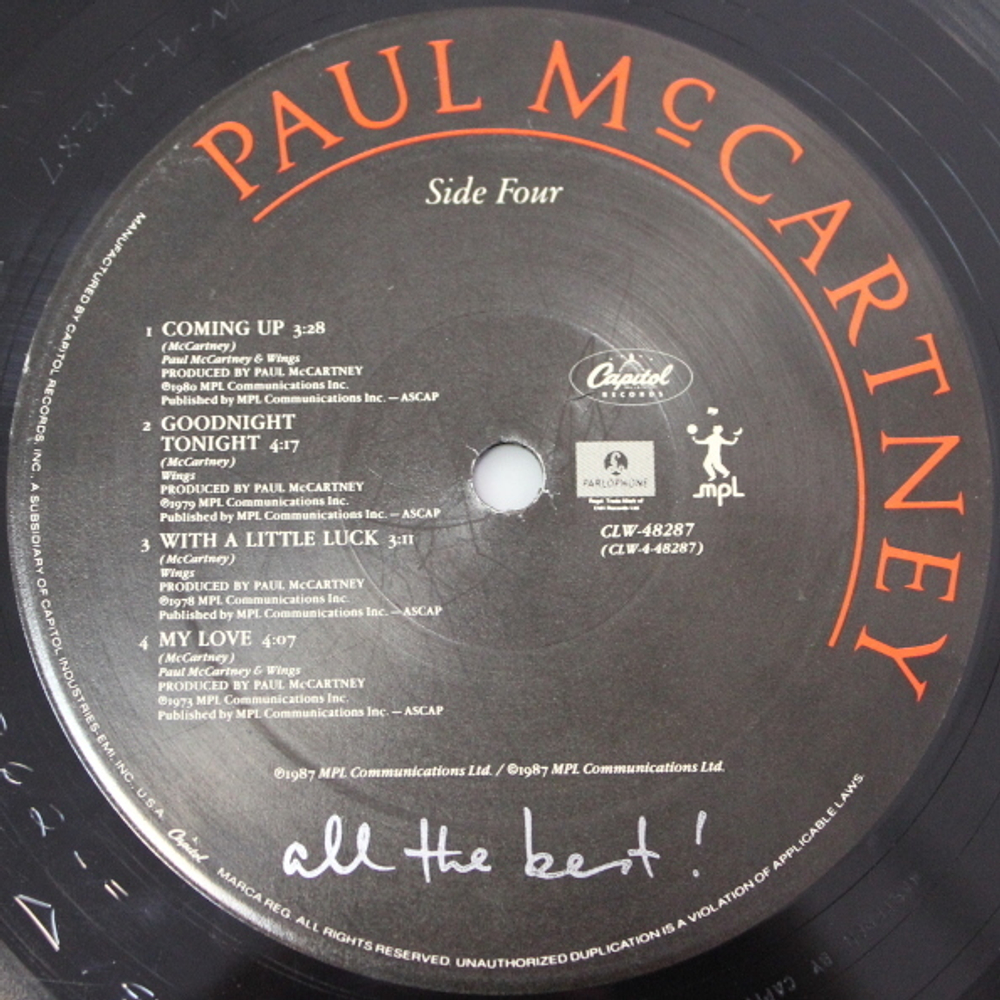 PAUL McCARTNEY
Side Four
1 COMING UP 3:28
(McCartney)
Paul McCartney & Wings
PRODUCED BY PAUL McCARTNEY
℗1980 MPL Communications Inc.
Published by MPL Communications Inc. — ASCAP
2 GOODNIGHT
TONIGHT 4:17
(McCartney)
Wings
PRODUCED BY PAUL McCARTNEY
℗1979 MPL Communications Inc.
Published by MPL Communications Inc. — ASCAP
3 WITH A LITTLE LUCK 3:11
(McCartney)
Wings
PRODUCED BY PAUL McCARTNEY
℗1978 MPL Communications Inc.
Published by MPL Communications Inc. — ASCAP
4 MY LOVE 4:07
(McCartney)
Paul McCartney & Wings
PRODUCED BY PAUL McCARTNEY
℗1973 MPL Communications Inc.
Published by MPL Communications Inc. — ASCAP
Capitol
RECORDS
PARLOPHONE
Regd. Trade Mark of
EMI Records Ltd
mpL
CLW-48287
(CLW-4-48287)
℗1987 MPL Communications Ltd. / ©1987 MPL Communications Ltd.
all the best!
MANUFACTURED BY CAPITOL RECORDS, INC., A SUBSIDIARY OF CAPITOL INDUSTRIES-EMI, INC., U.S.A. Capitol MARCA REG. ALL RIGHTS RESERVED. UNAUTHORIZED DUPLICATION IS A VIOLATION OF APPLICABLE LAWS.